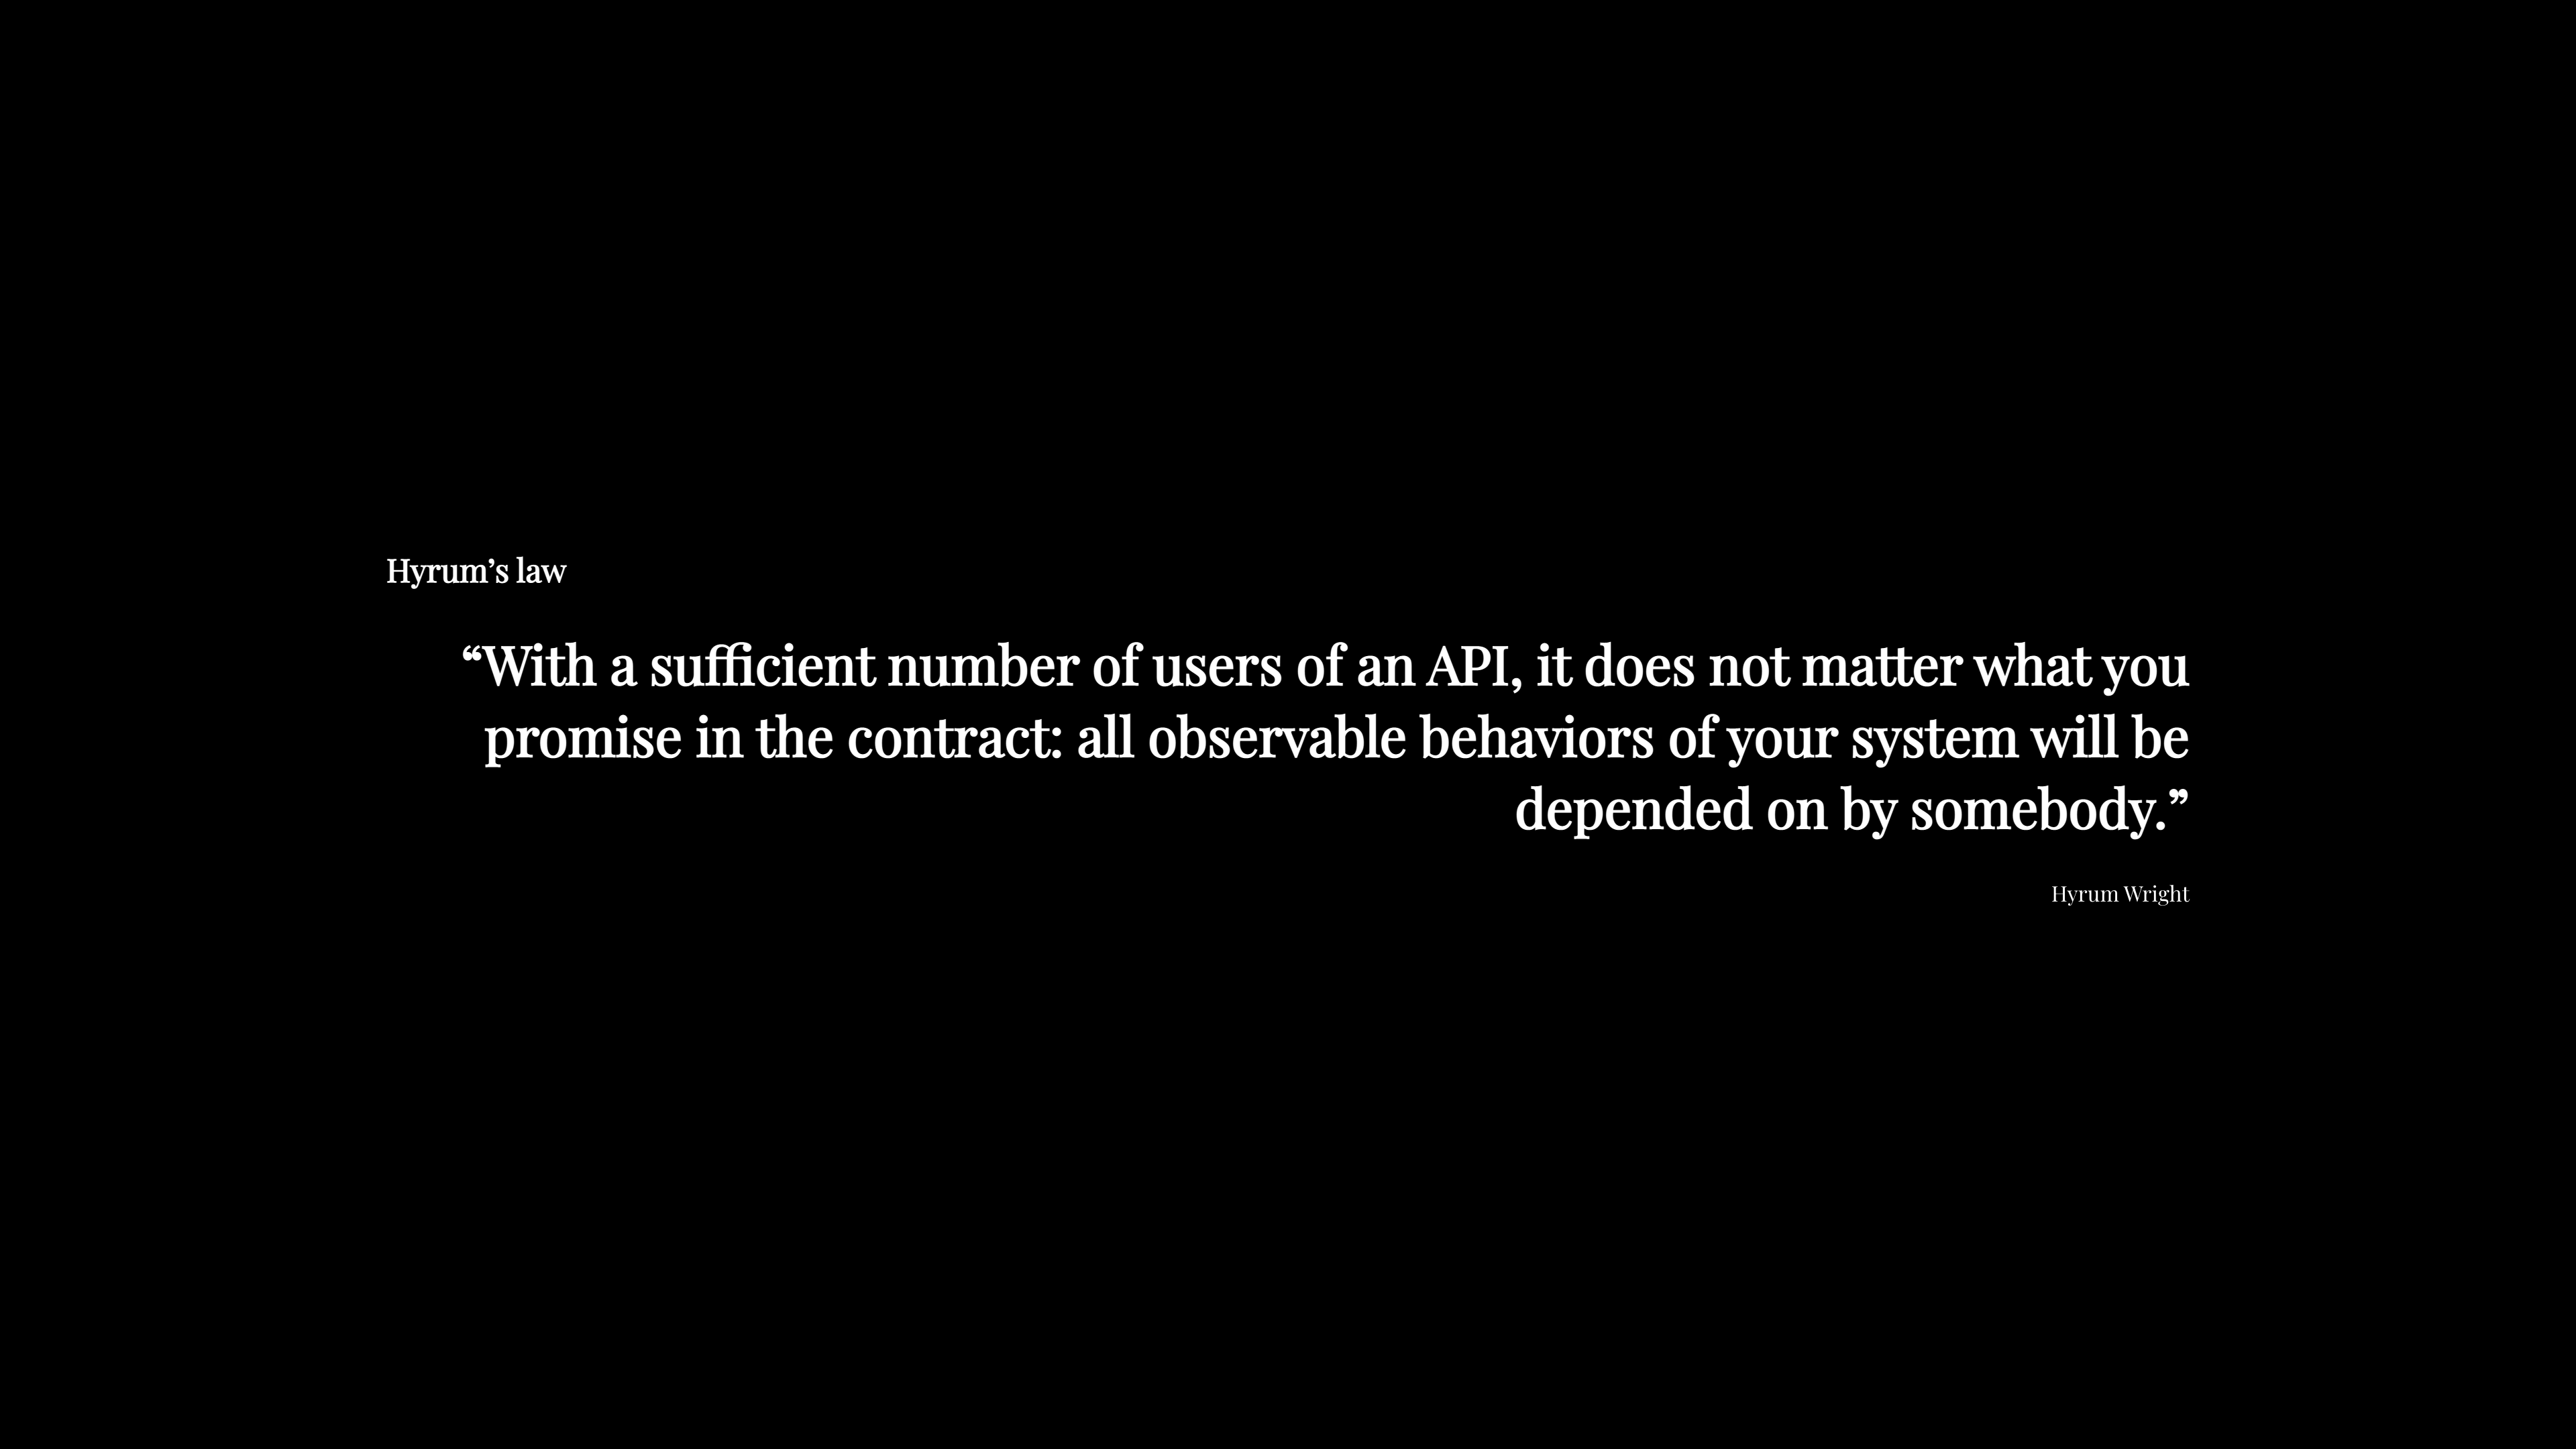 Hyrum’s law
“With a sufficient number of users of an API, it does not matter what you
promise in the contract: all observable behaviors of your system will be
depended on by somebody.”
Hyrum Wright